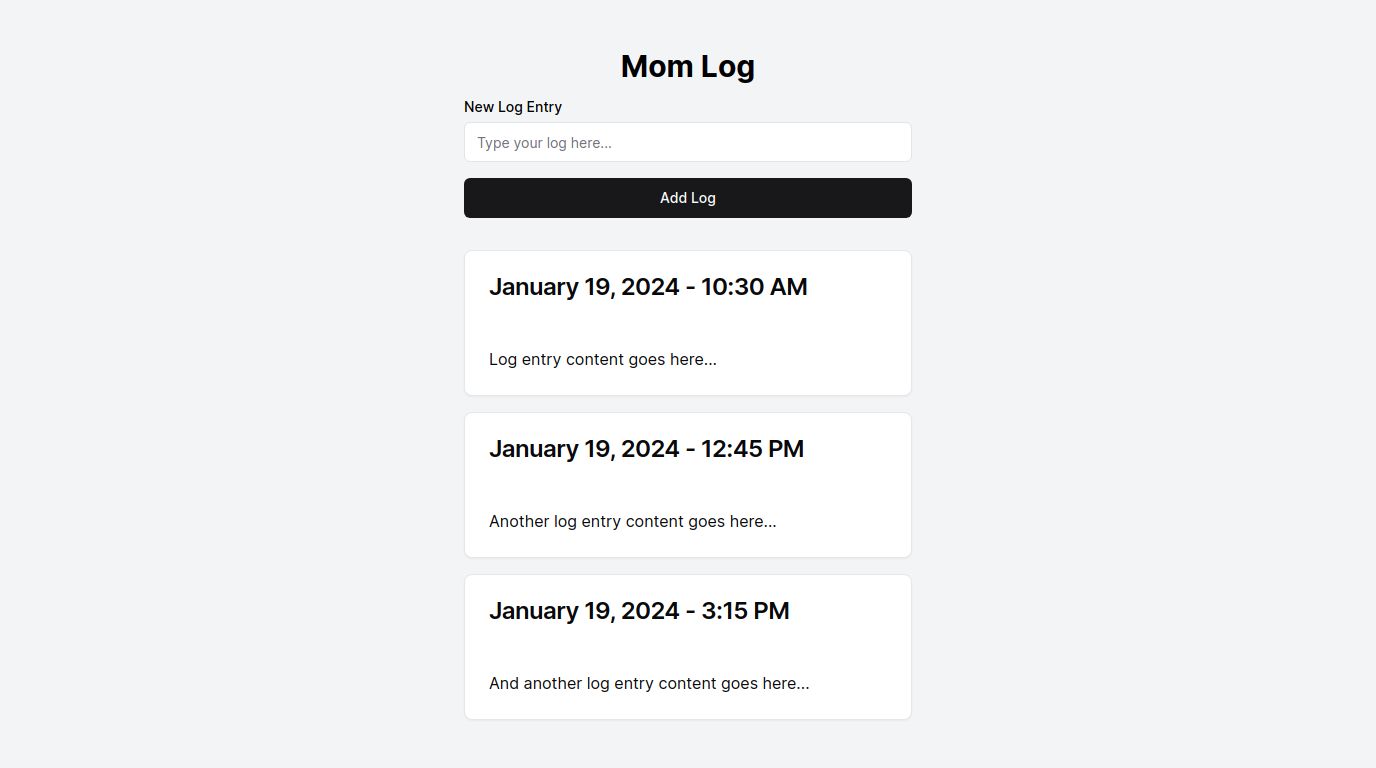 Mom Log
New Log Entry
Type your log here...
Add Log
January 19, 2024 - 10:30 AM
Log entry content goes here...
January 19, 2024 - 12:45 PM
Another log entry content goes here...
January 19, 2024 - 3:15 PM
And another log entry content goes here...